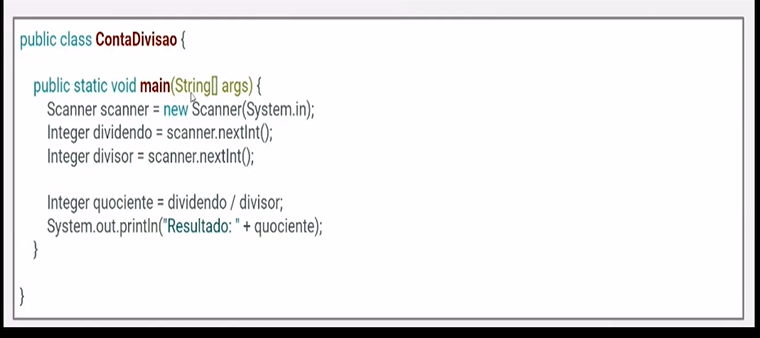 public class ContaDivisao {
public static void main(String[] args) {
Scanner scanner = new Scanner(System.in);
Integer dividendo = scanner.nextInt();
Integer divisor = scanner.nextInt();
Integer quociente = dividendo / divisor;
System.out.println("Resultado: " + quociente);
}
}